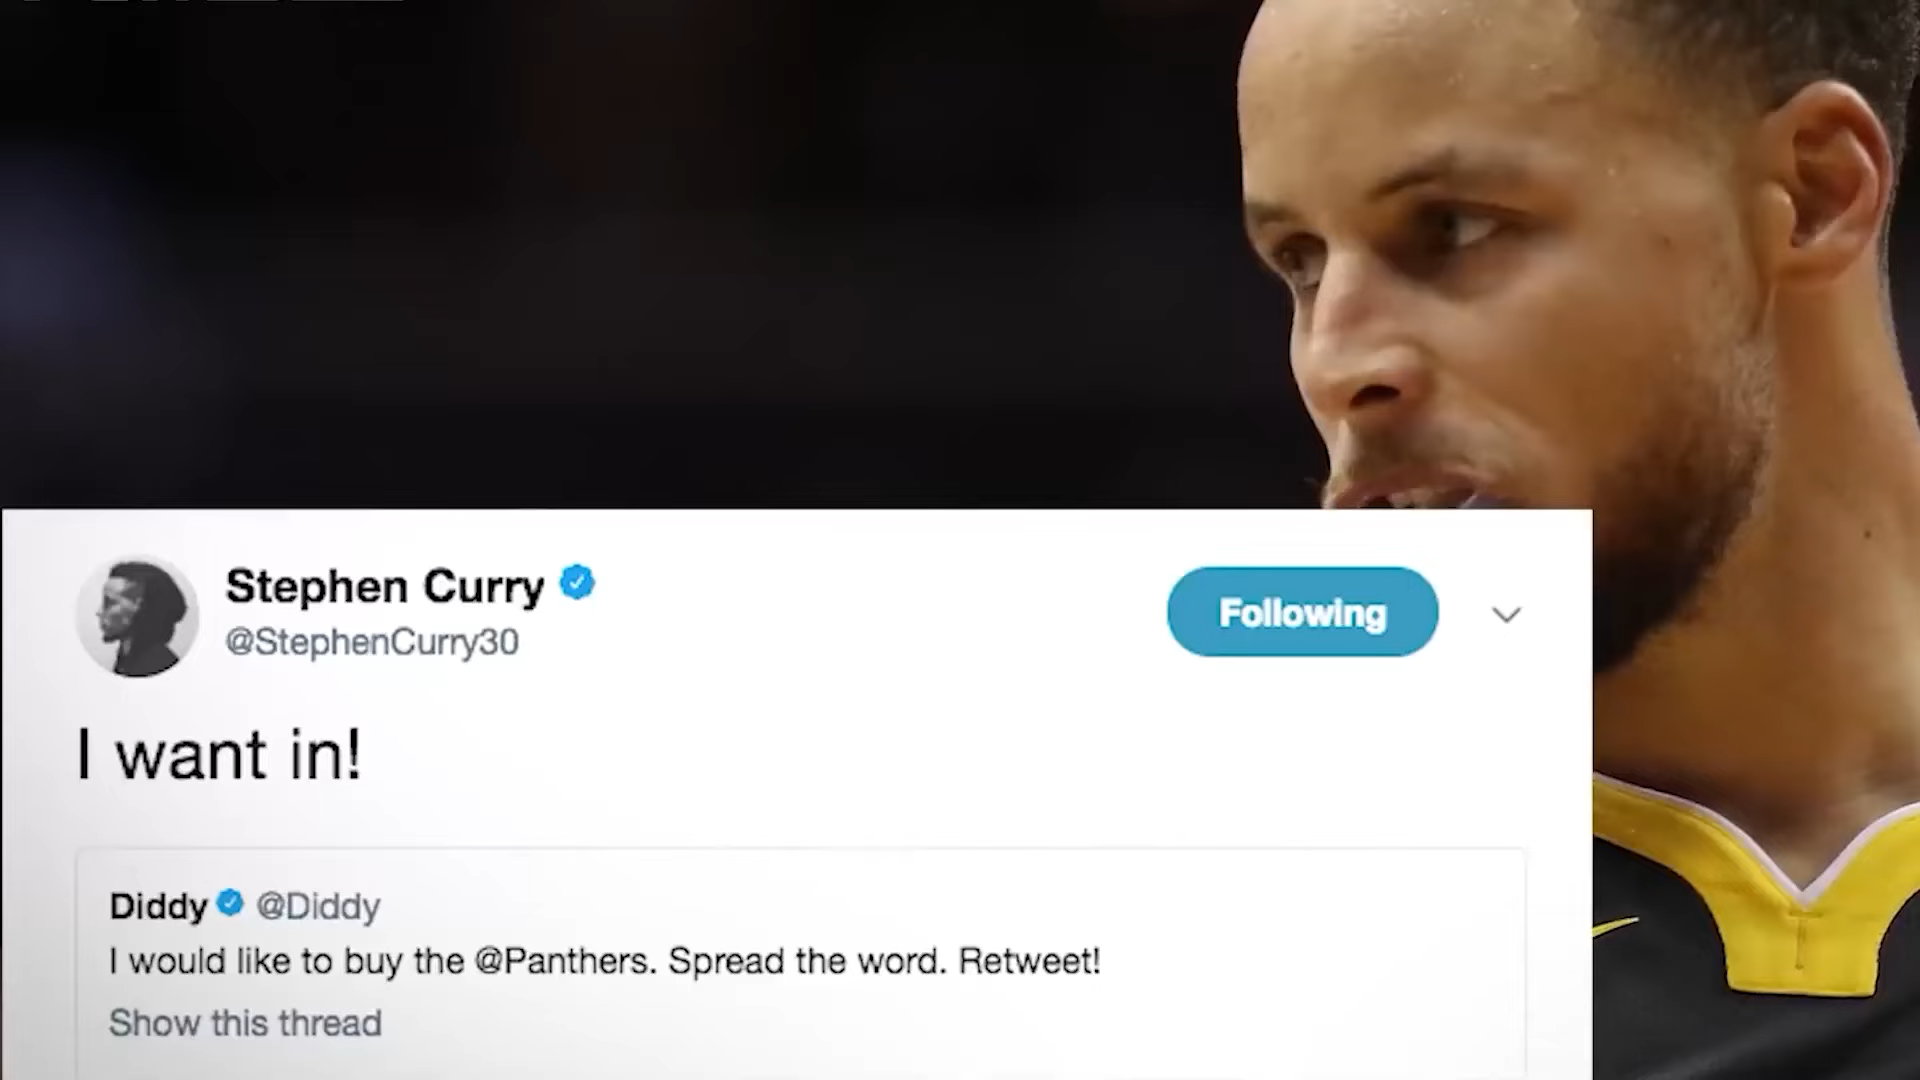 Stephen Curry
@StephenCurry30
Following
I want in!
Diddy @Diddy
I would like to buy the @Panthers. Spread the word. Retweet!
Show this thread